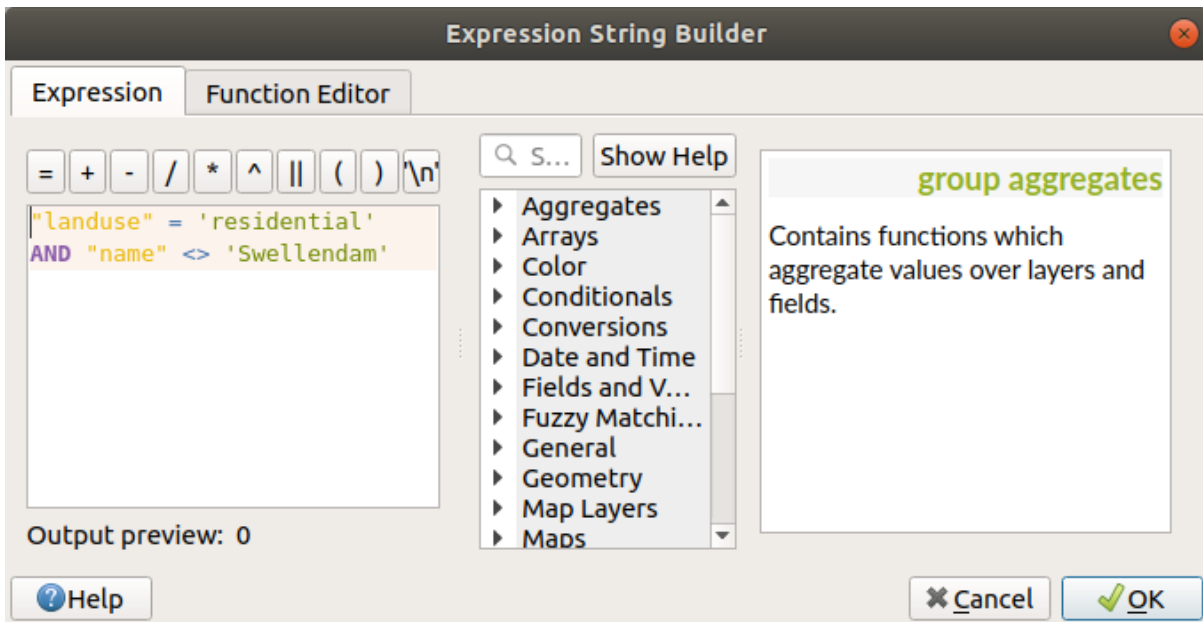 Expression String Builder
Expression
Function Editor
= + - / * ^ || ( ) '\n'
"landuse" = 'residential'
AND "name" <> 'Swellendam'
Output preview: 0
S...
Show Help
Aggregates
Arrays
Color
Conditionals
Conversions
Date and Time
Fields and V...
Fuzzy Matchi...
General
Geometry
Map Layers
Maps
group aggregates
Contains functions which
aggregate values over layers and
fields.
Help
Cancel
OK